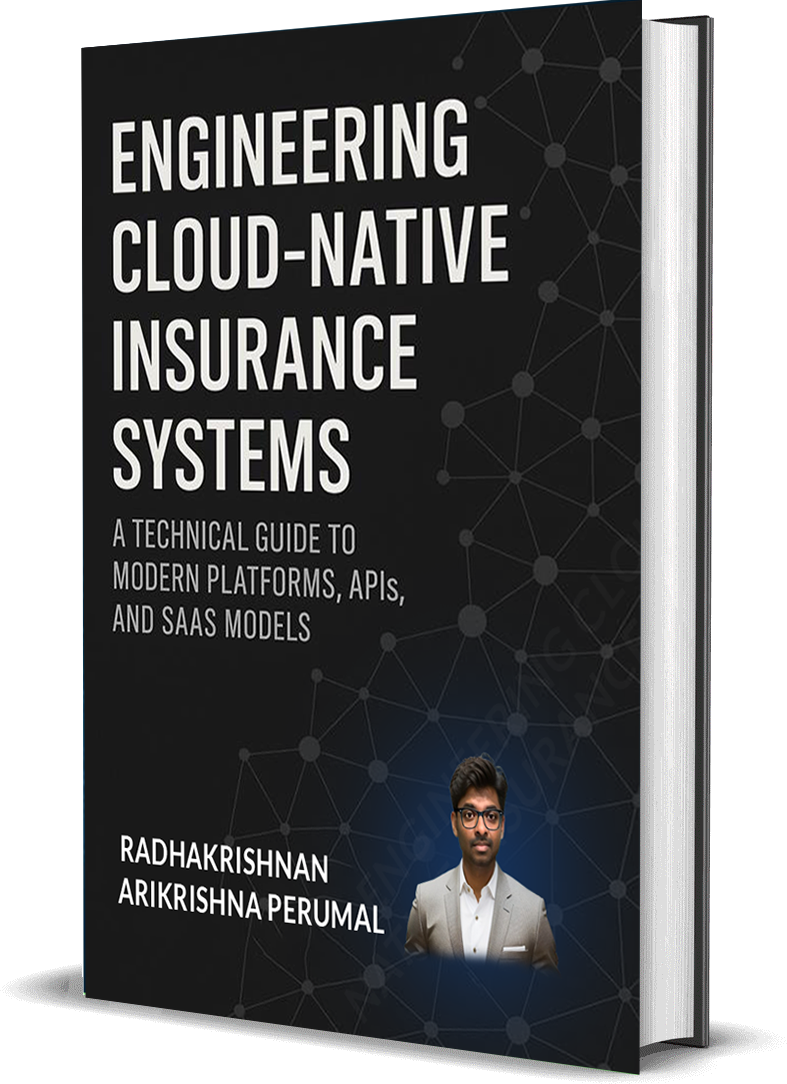 ENGINEERING
CLOUD-NATIVE
INSURANCE
SYSTEMS
A TECHNICAL GUIDE TO
MODERN PLATFORMS, APIs,
AND SAAS MODELS
RADHAKRISHNAN
ARIKRISHNA PERUMAL